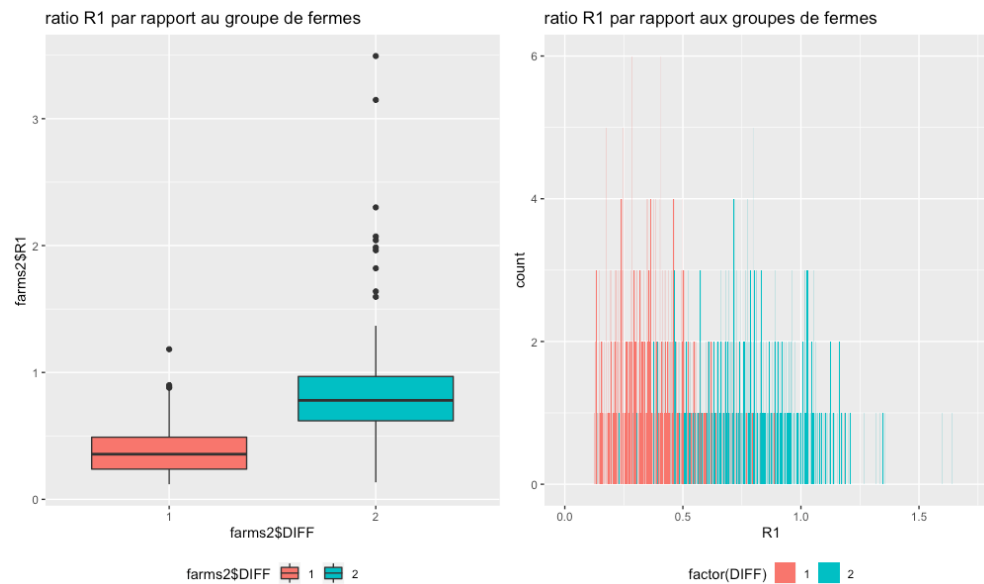 ratio R1 par rapport au groupe de fermes
3
2
1
0
farms2$R1
1
2
farms2$DIFF
farms2$DIFF 1 2
ratio R1 par rapport aux groupes de fermes
6
4
2
0
count
0.0 0.5 1.0 1.5
R1
factor(DIFF) 1 2